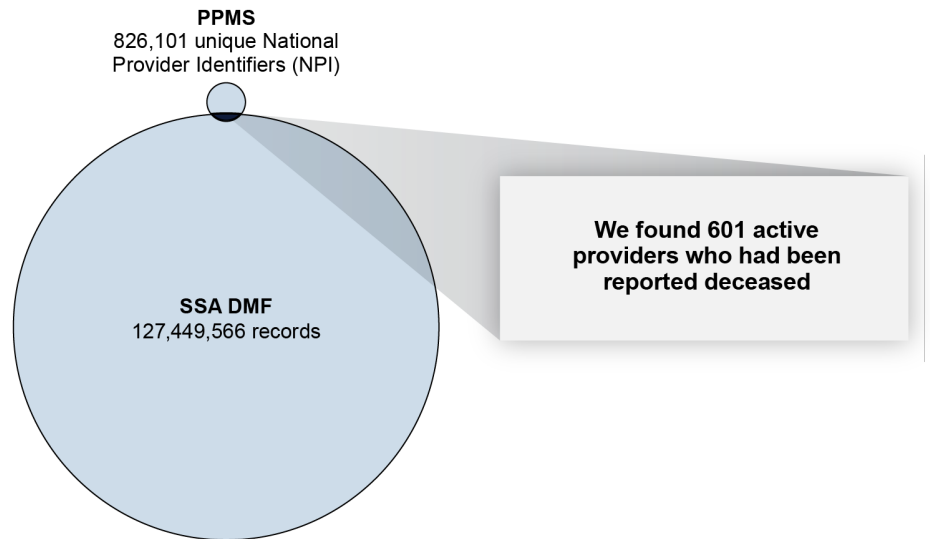 PPMS
826,101 unique National
Provider Identifiers (NPI)
We found 601 active
providers who had been
reported deceased
SSA DMF
127,449,566 records